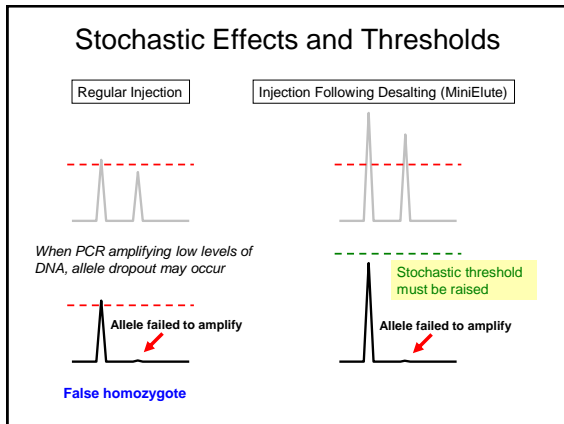 Stochastic Effects and Thresholds
Regular Injection
Injection Following Desalting (MiniElute)
When PCR amplifying low levels of
DNA, allele dropout may occur
Stochastic threshold
must be raised
Allele failed to amplify
Allele failed to amplify
False homozygote